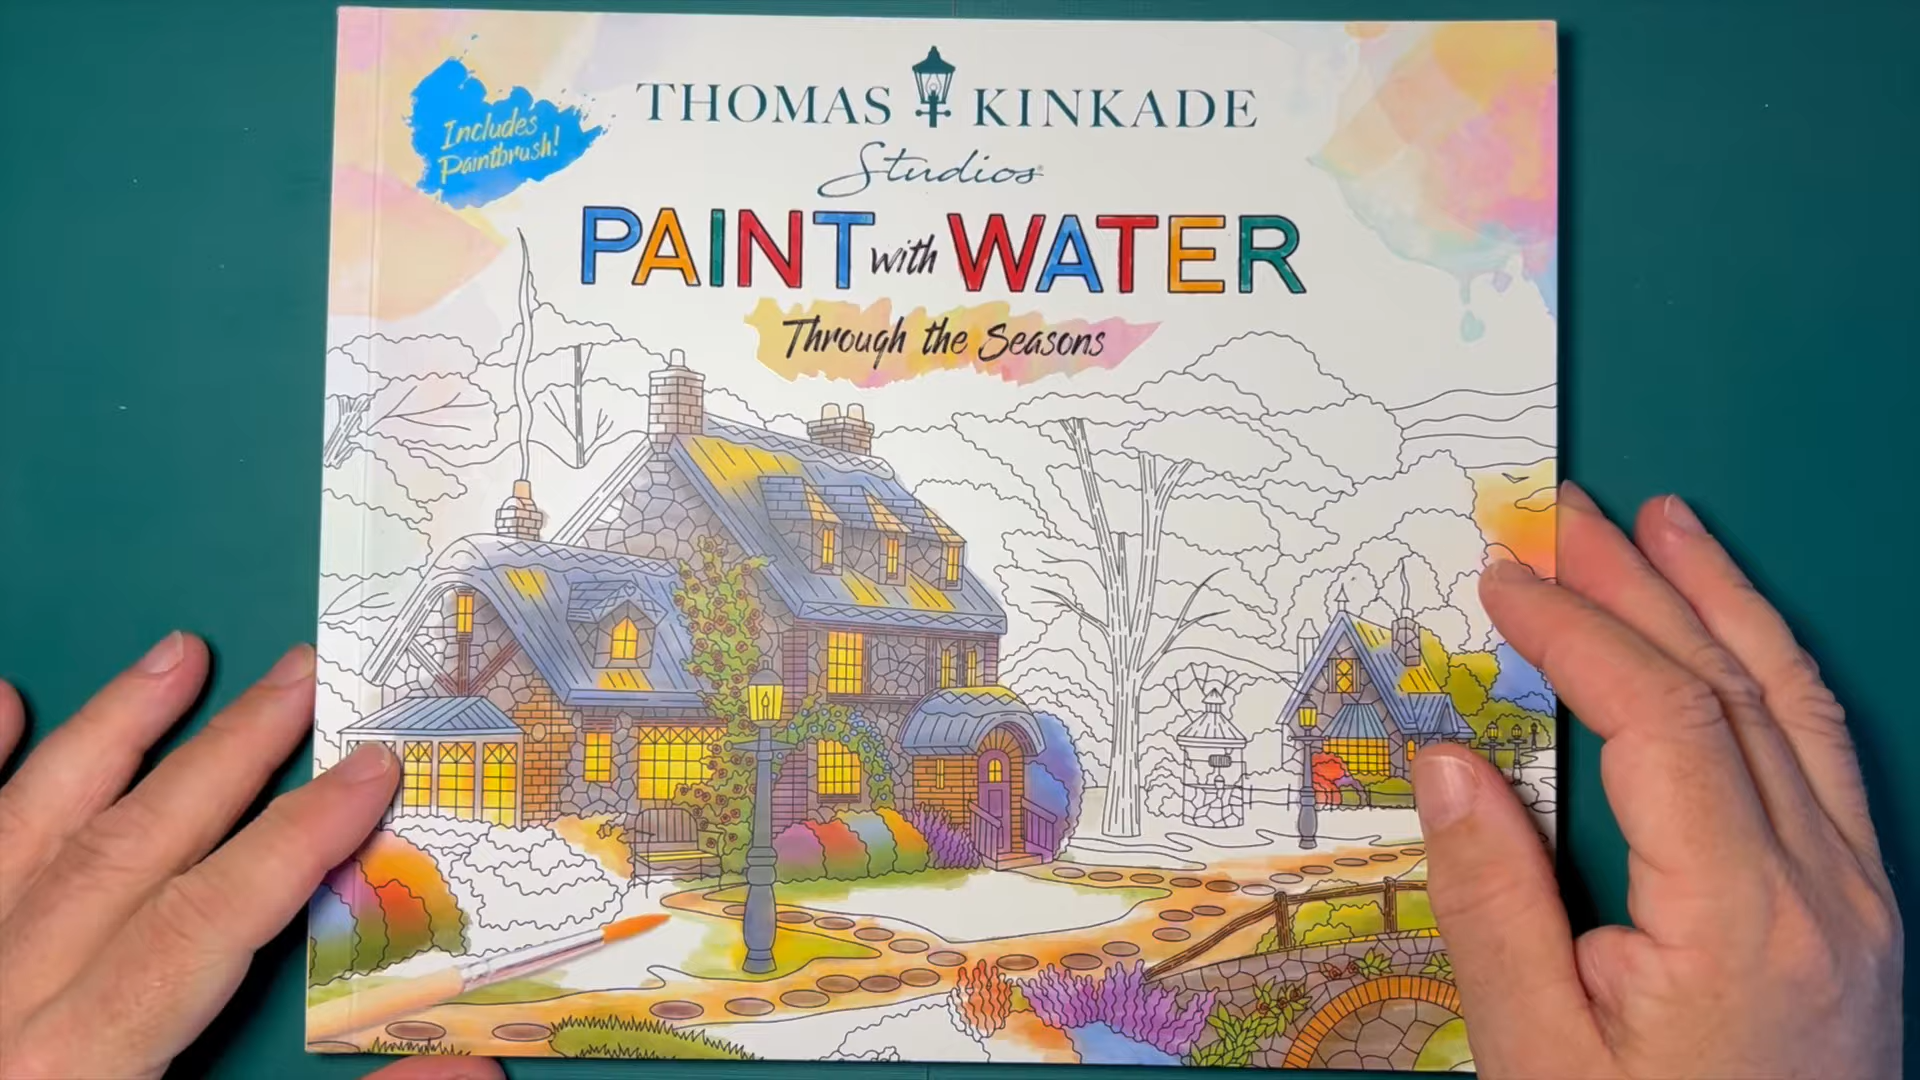 Includes
Paintbrush!
THOMAS KINKADE
Studios
PAINT with WATER
Through the Seasons